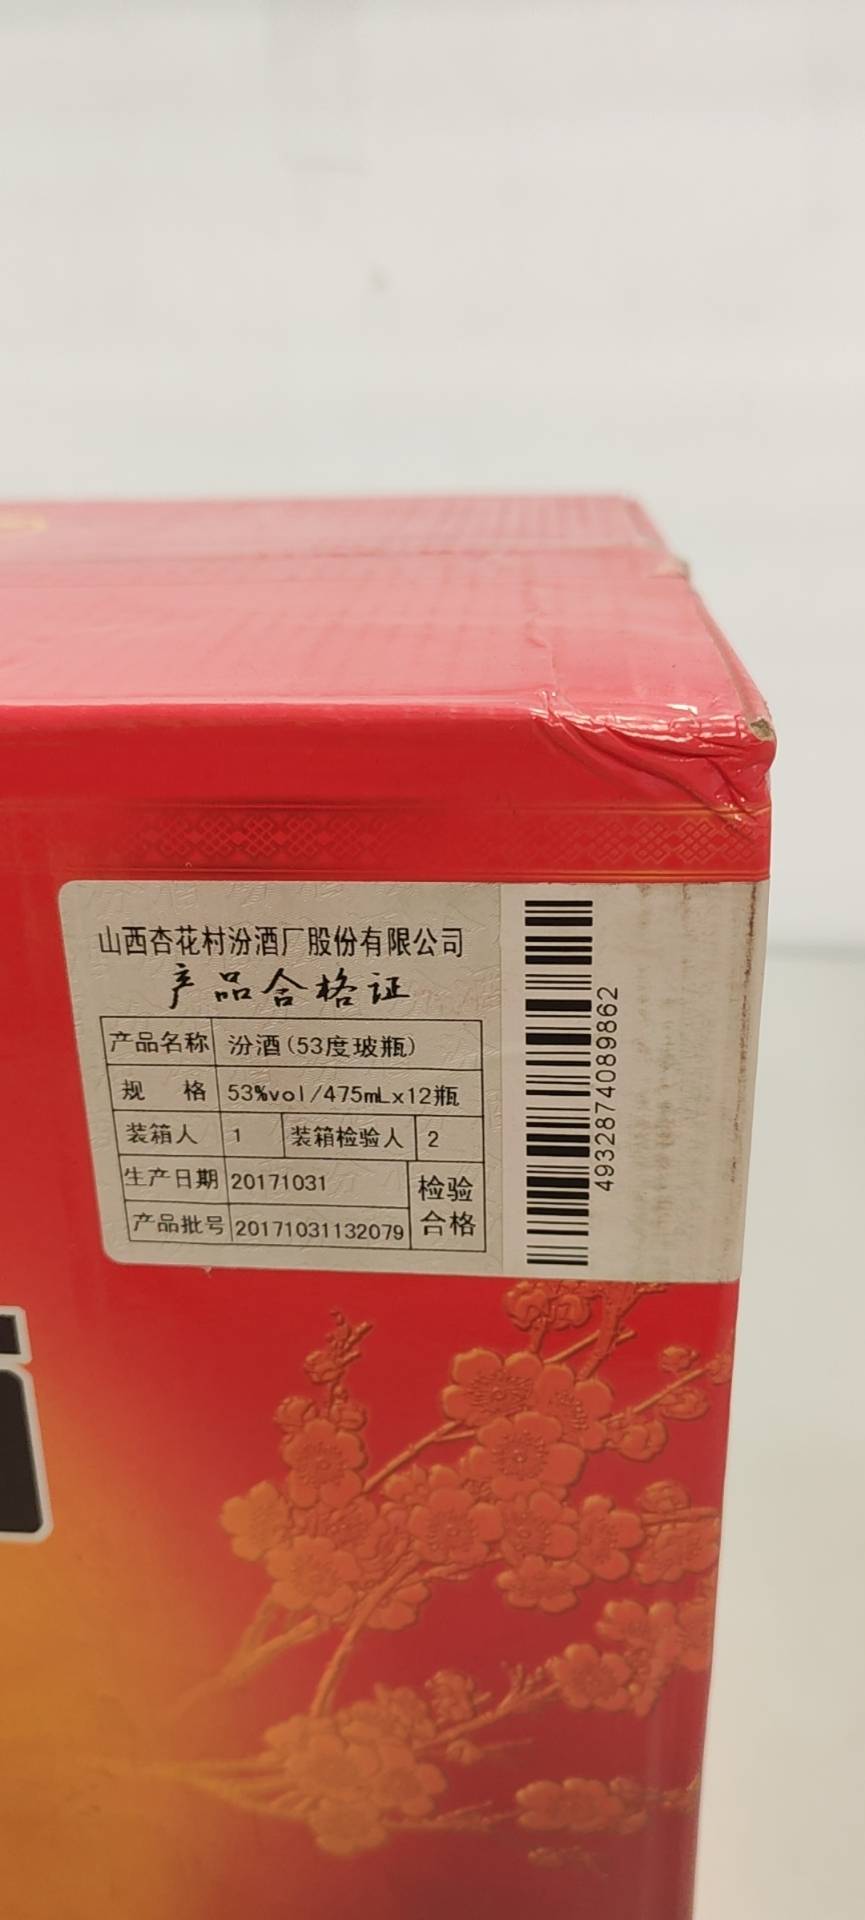 山西杏花村汾酒厂股份有限公司
产品合格证
产品名称 汾酒(53度玻瓶)
规 格 53%vol/475mLx12瓶
装箱人 1 装箱检验人 2
生产日期 20171031 检验
产品批号 20171031132079 合格
4932874089862